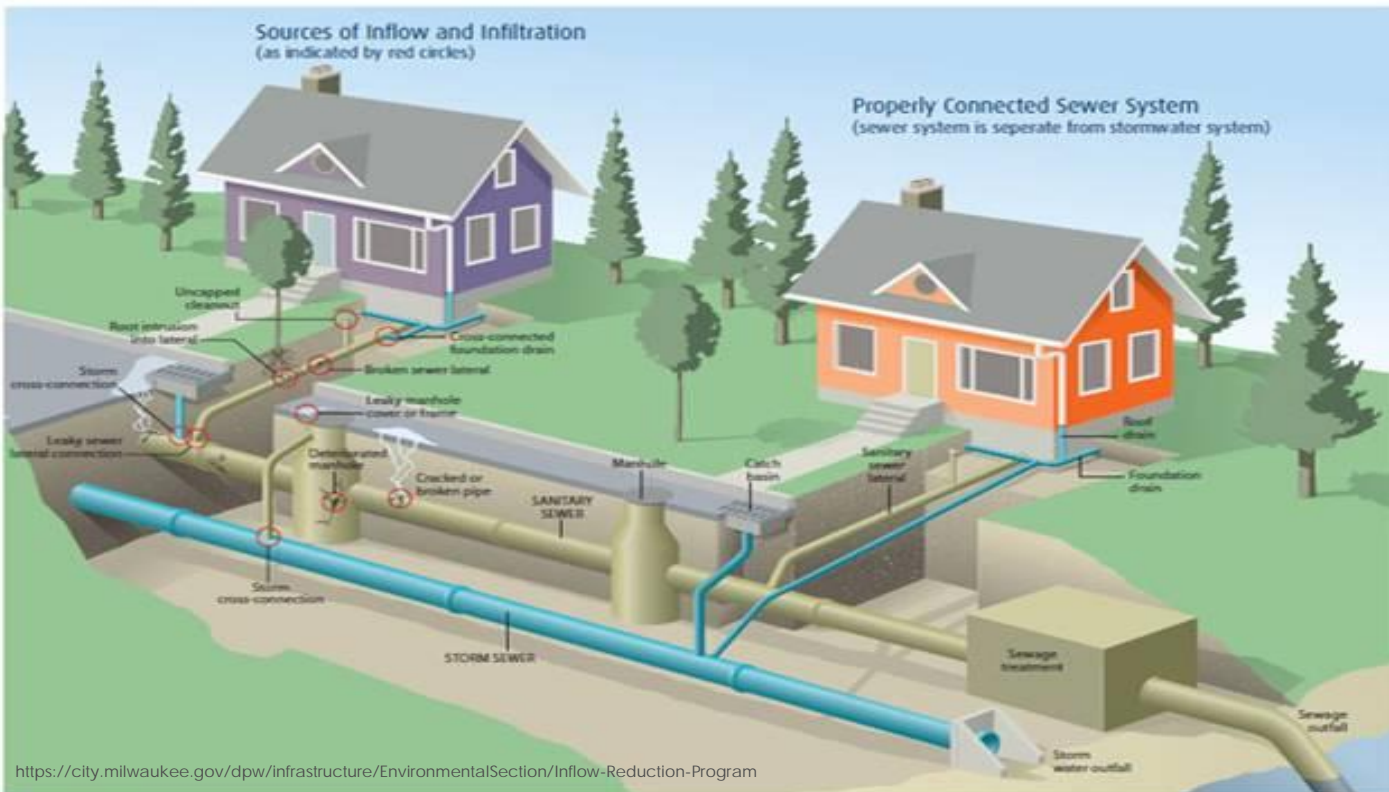 Sources of Inflow and Infiltration
(as indicated by red circles)
Properly Connected Sewer System
(sewer system is seperate from stormwater system)
Uncapped
cleanout
Root intrusion
into lateral
Storm
cross-connection
Leaky sewer
lateral connection
Cross-connected
foundation drain
Broken sewer lateral
Leaky manhole
cover or frame
Deteriorated
manhole
Cracked or
broken pipe
SANITARY
SEWER
Manhole
Catch
basin
Sanitary
sewer
lateral
Roof
drain
Foundation
drain
Storm
cross-connection
STORM SEWER
Sewage
treatment
Sewage
outfall
Storm
water outfall
https://city.milwaukee.gov/dpw/infrastructure/EnvironmentalSection/Inflow-Reduction-Program